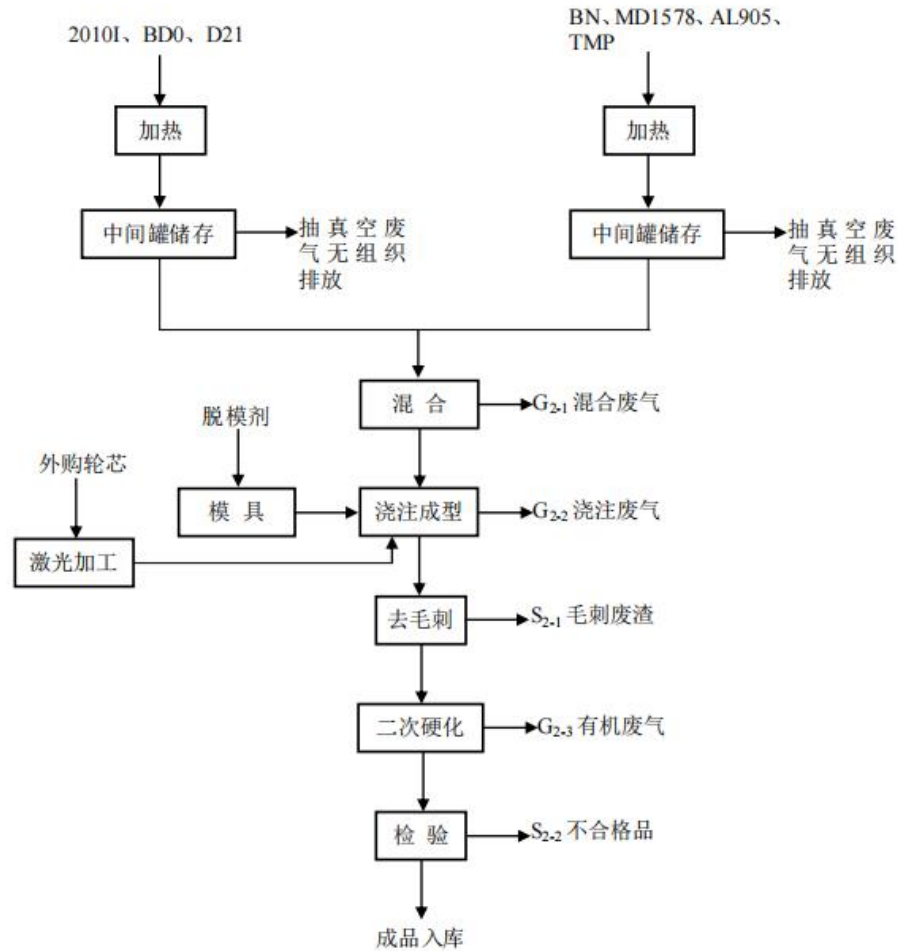 2010I、BD0、D21
BN、MD1578、AL905、
TMP
加热
加热
中间罐储存
抽真空废
气无组织
排放
中间罐储存
抽真空废
气无组织
排放
混 合
G2-1 混合废气
脱模剂
外购轮芯
模 具
浇注成型
G2-2 浇注废气
激光加工
去毛刺
S2-1 毛刺废渣
二次硬化
G2-3 有机废气
检 验
S2-2 不合格品
成品入库